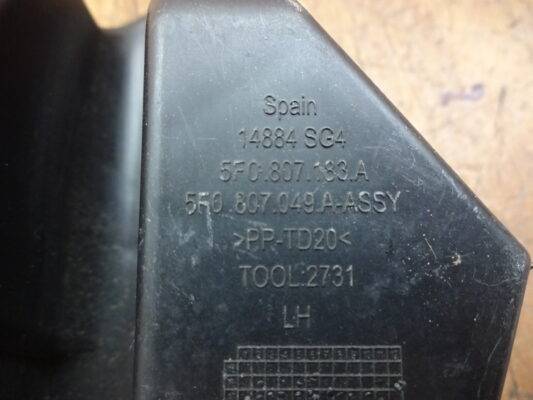 Spain
14884 SG4
5F0.807.183.A
5F0.807.049.A-ASSY
>PP-TD20<
TOOL:2731
LH